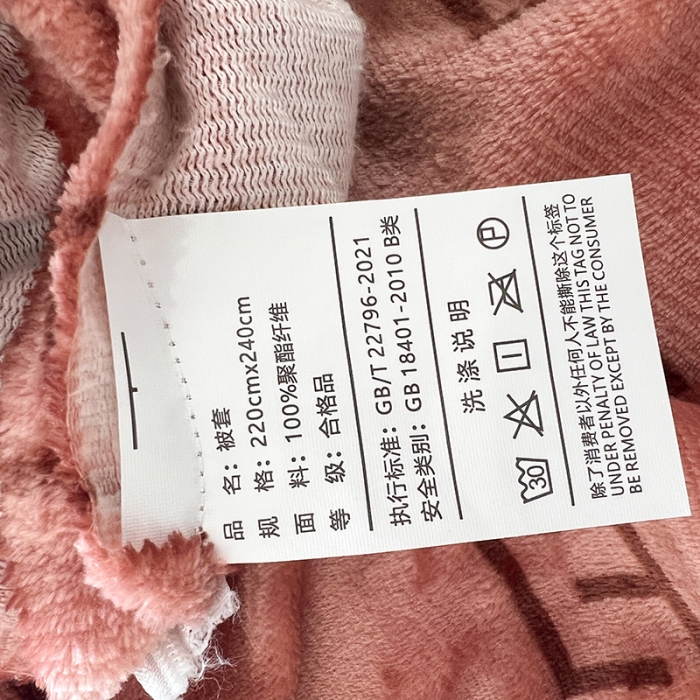 品 名：被套
规 格：220cmx240cm
面 料：100%聚酯纤维
等 级：合格品
执行标准：GB/T 22796-2021
安全类别：GB 18401-2010 B类
洗涤说明
30 P
除了消费者以外任何人不能撕除这个标签
UNDER PENALTY OF LAW THIS TAG NOT TO
BE REMOVED EXCEPT BY THE CONSUMER